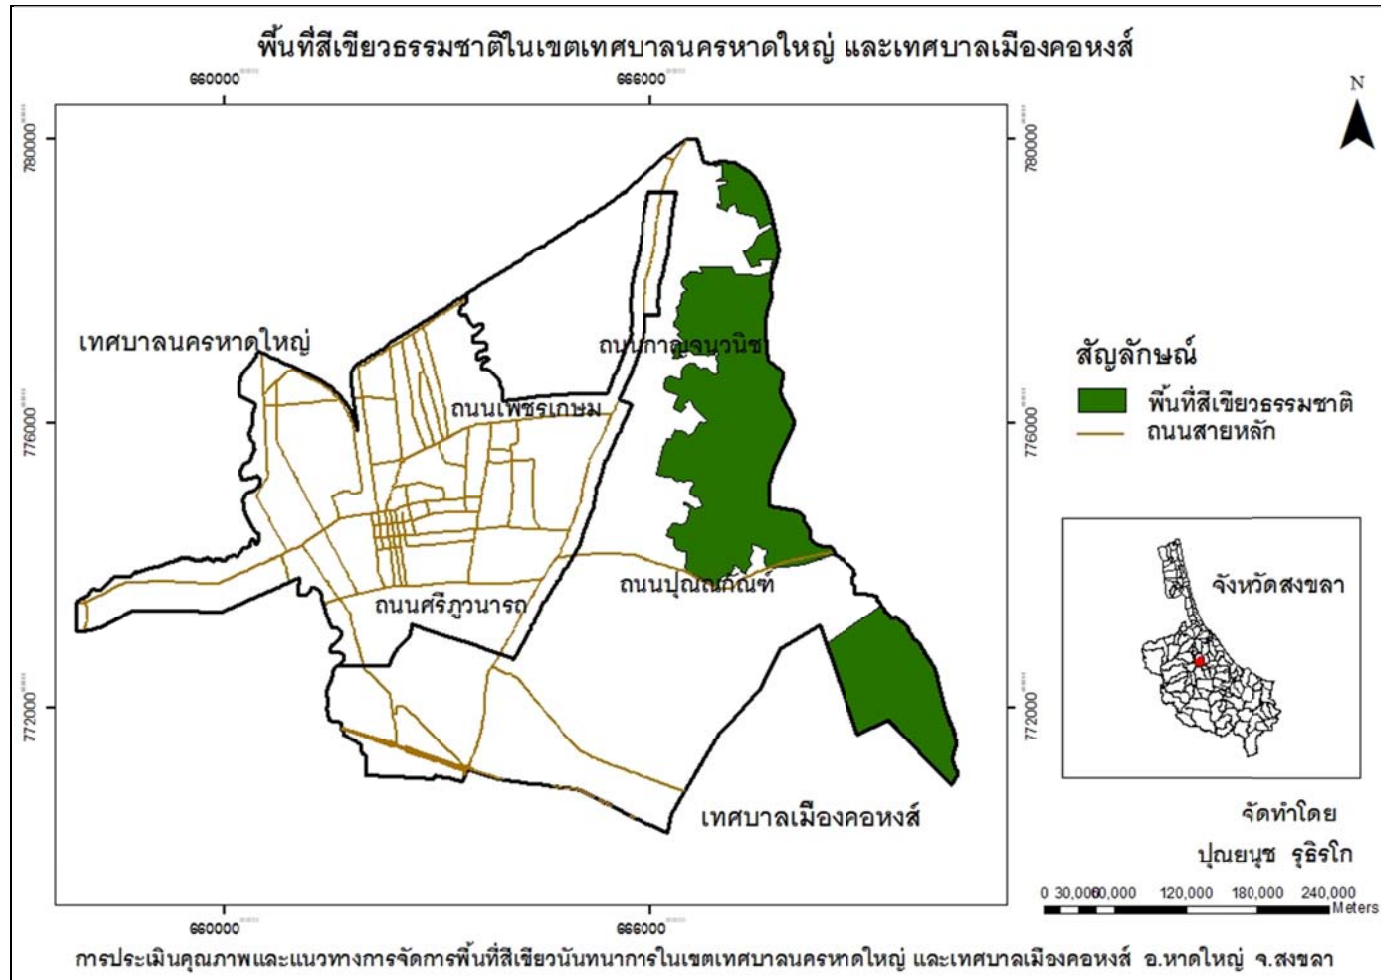 พื้นที่สีเขียวธรรมชาติในเขตเทศบาลนครหาดใหญ่ และเทศบาลเมืองคอหงส์
660000 666000
N
780000 780000
เทศบาลนครหาดใหญ่
ถนนกาญจนวนิช
ถนนเพชรเกษม
776000 776000
สัญลักษณ์
พื้นที่สีเขียวธรรมชาติ
ถนนสายหลัก
ถนนปุณณกัณฑ์
ถนนศรีภูวนารถ
จังหวัดสงขลา
772000 772000
เทศบาลเมืองคอหงส์
จัดทำโดย
ปุณยนุช รุธิรโก
0 30,000 60,000 120,000 180,000 240,000
Meters
660000 666000
การประเมินคุณภาพและแนวทางการจัดการพื้นที่สีเขียวนันทนาการในเขตเทศบาลนครหาดใหญ่ และเทศบาลเมืองคอหงส์ อ.หาดใหญ่ จ.สงขลา